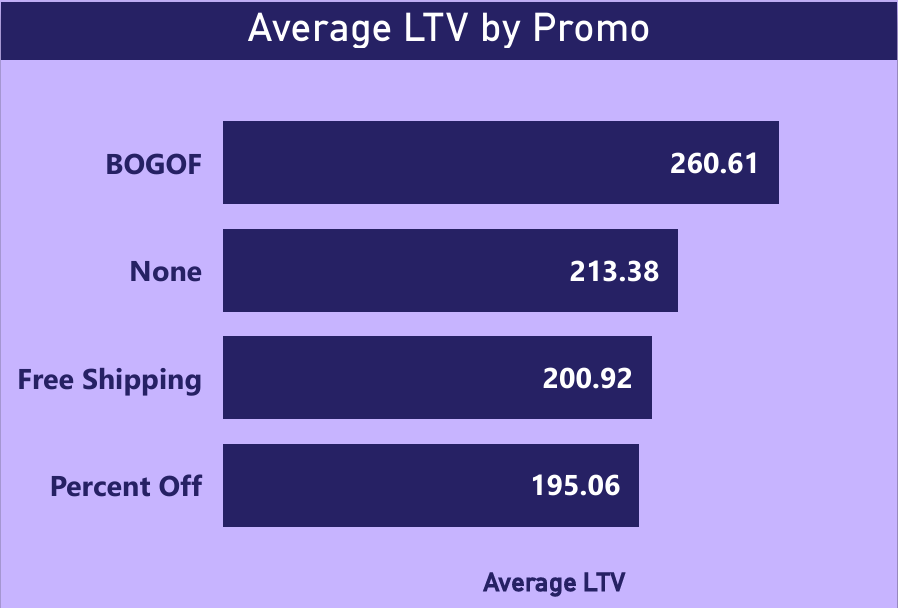 Average LTV by Promo
BOGOF 260.61
None 213.38
Free Shipping 200.92
Percent Off 195.06
Average LTV